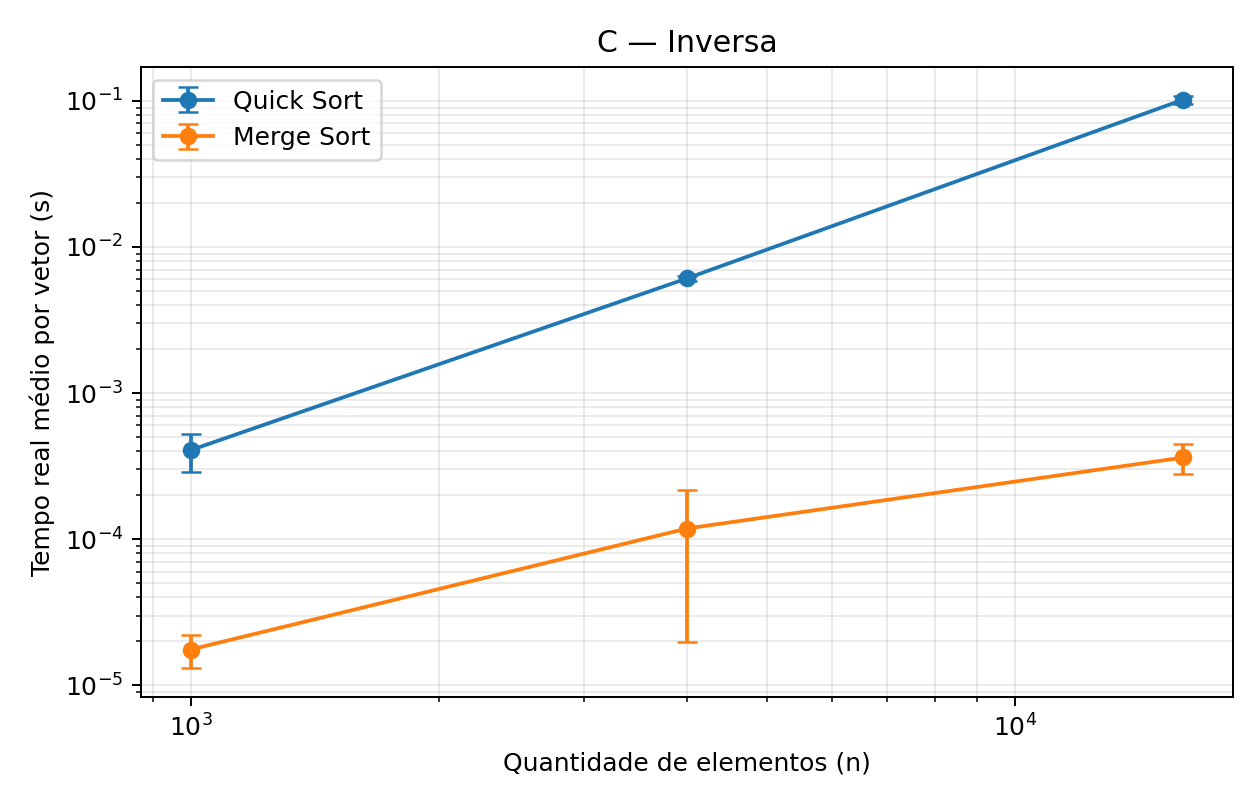 C — Inversa
Quick Sort
Merge Sort
Tempo real médio por vetor (s)
10⁻¹
10⁻²
10⁻³
10⁻⁴
10⁻⁵
10³
10⁴
Quantidade de elementos (n)